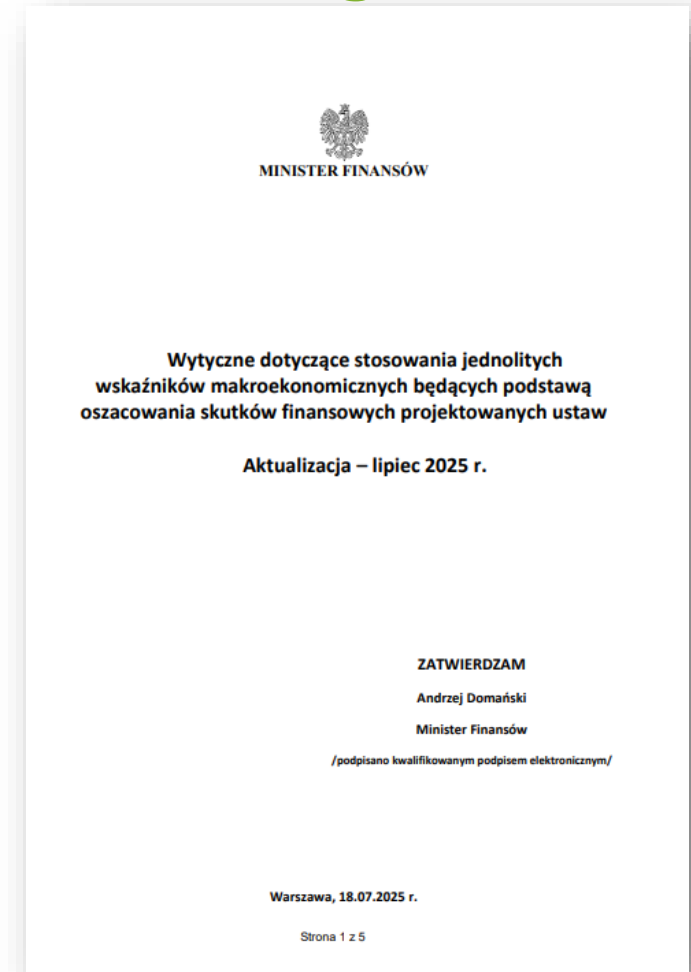 MINISTER FINANSÓW
Wytyczne dotyczące stosowania jednolitych
wskaźników makroekonomicznych będących podstawą
oszacowania skutków finansowych projektowanych ustaw
Aktualizacja – lipiec 2025 r.
ZATWIERDZAM
Andrzej Domański
Minister Finansów
/podpisano kwalifikowanym podpisem elektronicznym/
Warszawa, 18.07.2025 r.
Strona 1 z 5